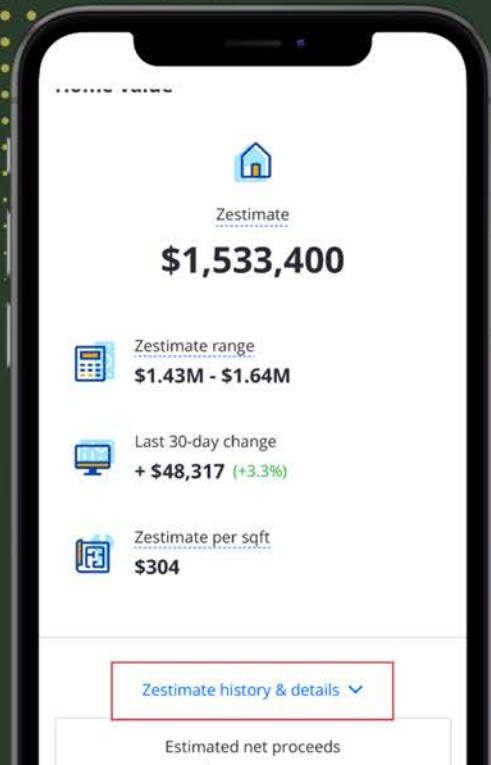 Zestimate
$1,533,400
Zestimate range
$1.43M - $1.64M
Last 30-day change
+ $48,317 (+3.3%)
Zestimate per sqft
$304
Zestimate history & details
Estimated net proceeds